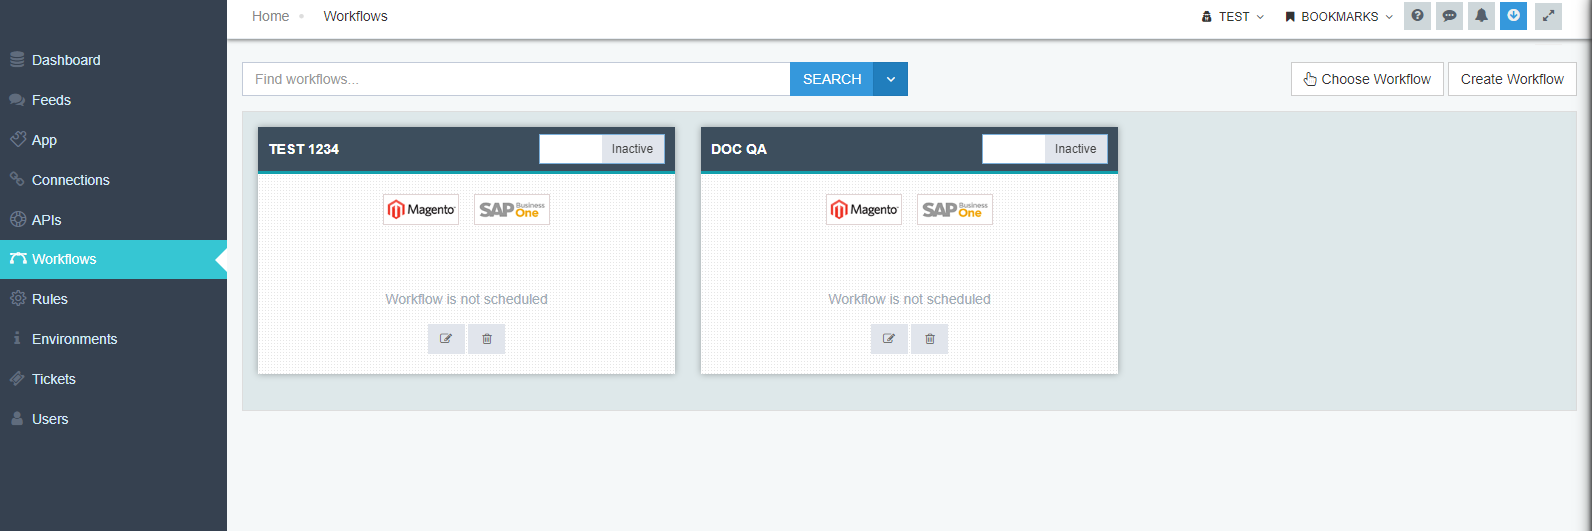 Home Workflows TEST BOOKMARKS
Dashboard
Feeds
App
Connections
APIs
Workflows
Rules
Environments
Tickets
Users
Find workflows... SEARCH Choose Workflow Create Workflow
TEST 1234 Inactive
Magento SAP Business One
Workflow is not scheduled
DOC QA Inactive
Magento SAP Business One
Workflow is not scheduled